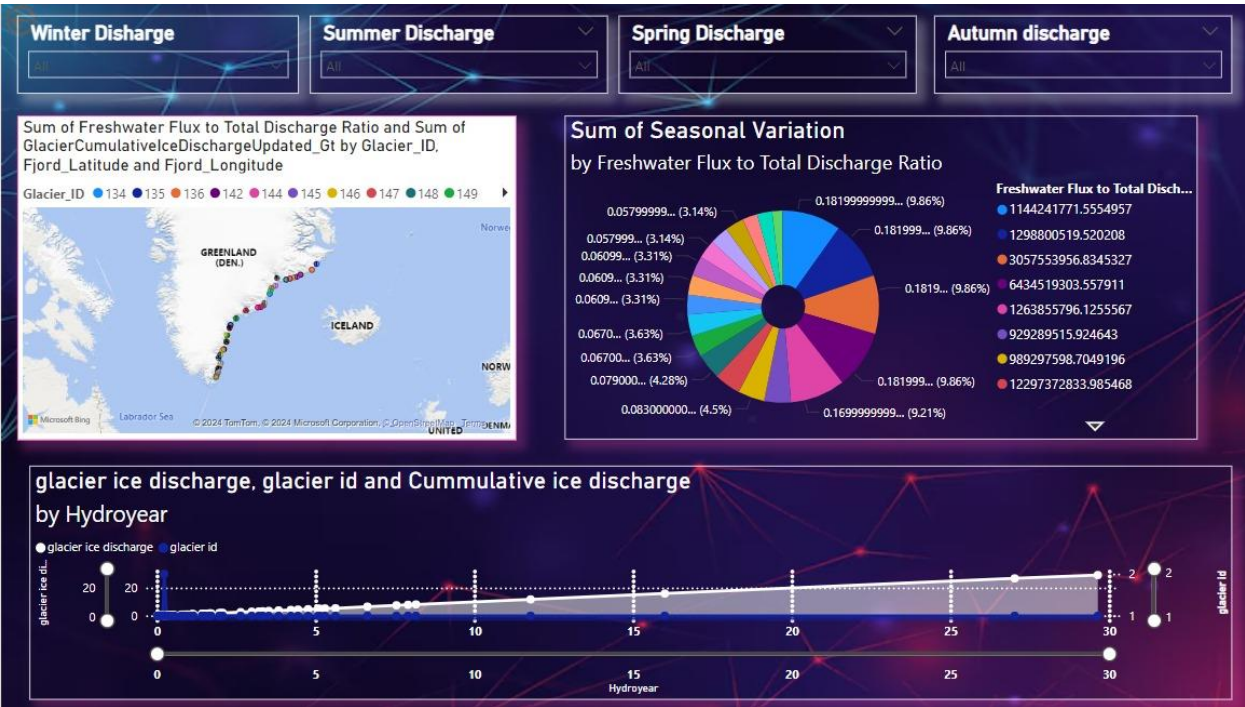 Winter Disharge
Summer Discharge
Spring Discharge
Autumn discharge
All
All
All
All
Sum of Freshwater Flux to Total Discharge Ratio and Sum of
GlacierCumulativeIceDischargeUpdated_Gt by Glacier_ID,
Fjord_Latitude and Fjord_Longitude
Glacier_ID 134 135 136 142 144 145 146 147 148 149
GREENLAND
(DEN.)
Norwe
ICELAND
NORW
Labrador Sea
Microsoft Bing
© 2024 TomTom, © 2024 Microsoft Corporation, © OpenStreetMap Terms
UNITED
DENM
Sum of Seasonal Variation
by Freshwater Flux to Total Discharge Ratio
0.18199999999... (9.86%)
0.181999... (9.86%)
0.1819... (9.86%)
0.181999... (9.86%)
0.1699999999... (9.21%)
0.083000000... (4.5%)
0.079000... (4.28%)
0.06700... (3.63%)
0.0670... (3.63%)
0.0609... (3.31%)
0.0609... (3.31%)
0.06099... (3.31%)
0.057999... (3.14%)
0.05799999... (3.14%)
Freshwater Flux to Total Disch...
1144241771.5554957
1298800519.520208
3057553956.8345327
6434519303.557911
1263855796.1255567
929289515.924643
989297598.7049196
12297372833.985468
glacier ice discharge, glacier id and Cummulative ice discharge
by Hydroyear
glacier ice discharge glacier id
glacier ice di...
20
0
20
0
0 5 10 15 20 25 30
2
1
2
1
glacier id
0 5 10 15 20 25 30
Hydroyear